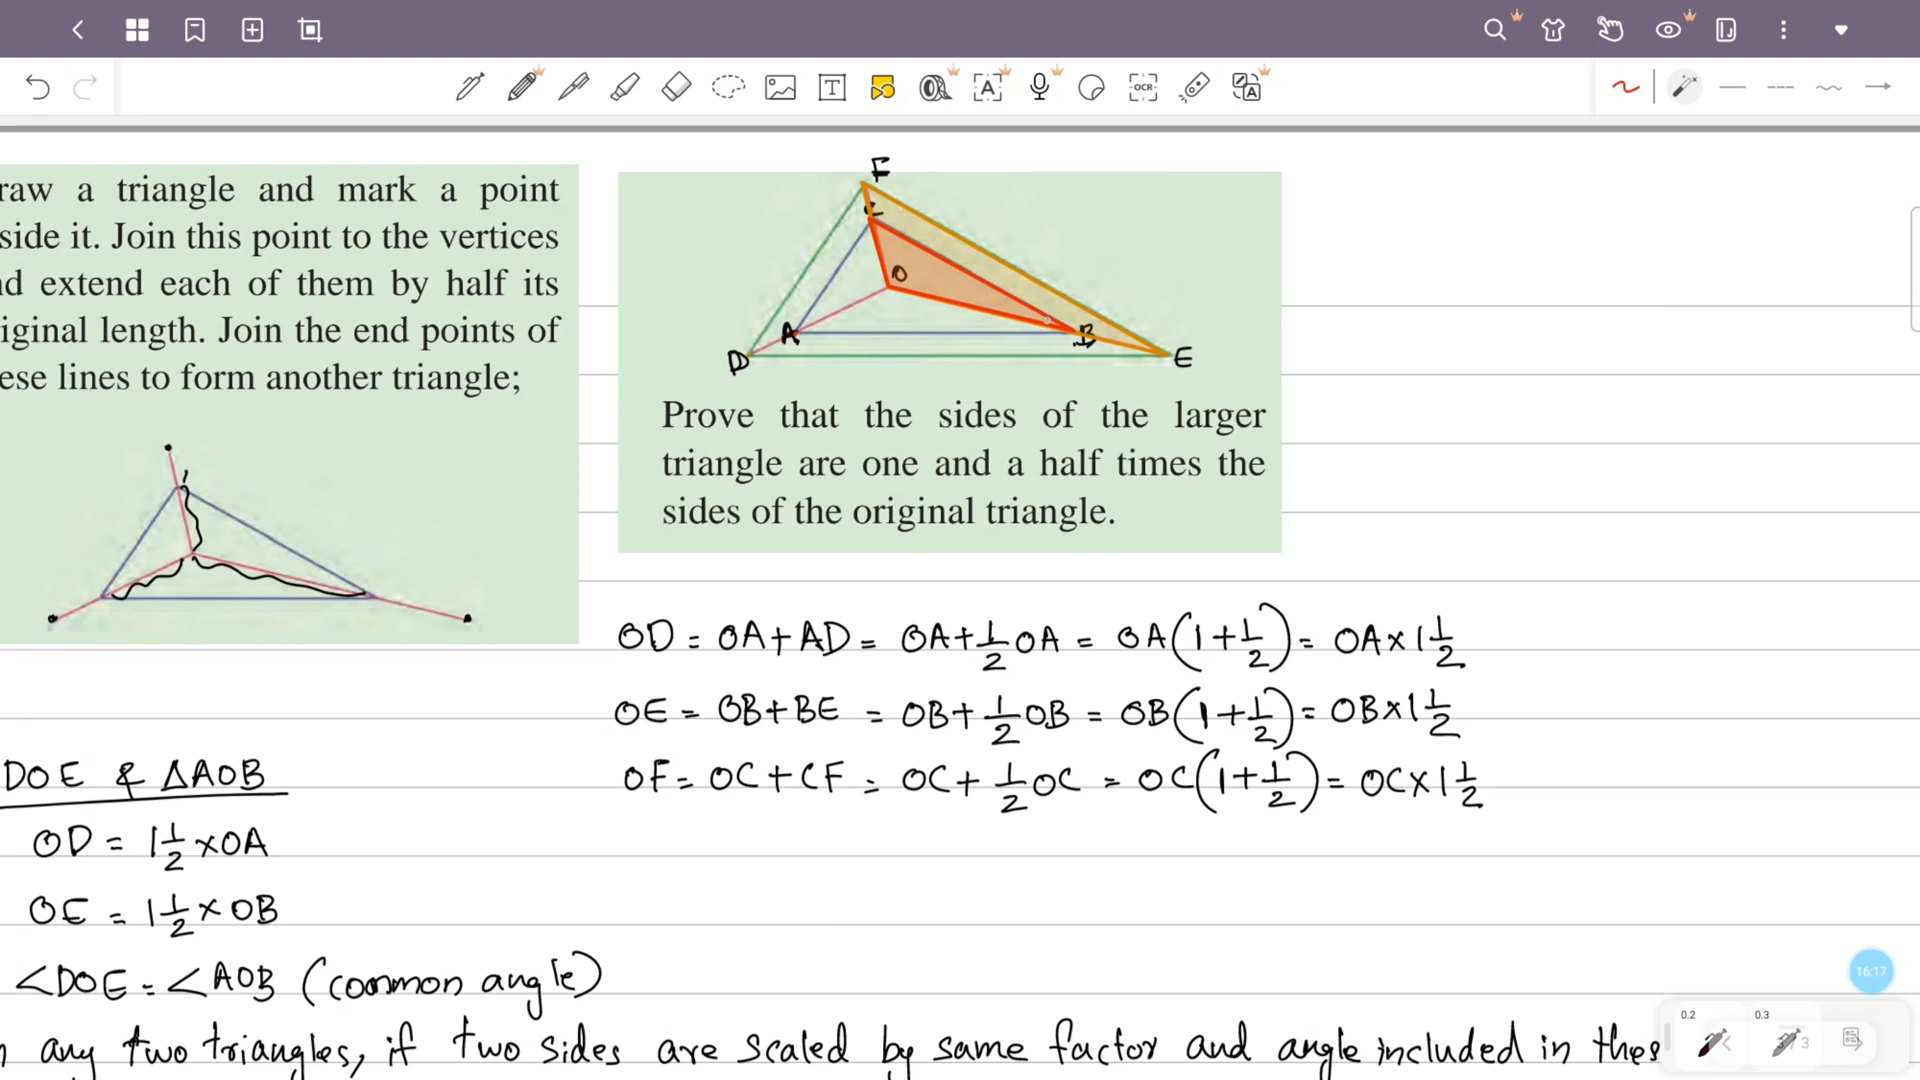 raw a triangle and mark a point
side it. Join this point to the vertices
nd extend each of them by half its
iginal length. Join the end points of
ese lines to form another triangle;
F
C
O
A
B
D
E
Prove that the sides of the larger
triangle are one and a half times the
sides of the original triangle.
OD = OA+AD = OA+1/2 OA = OA(1+1/2) = OA×1 1/2
OE = OB+BE = OB+1/2 OB = OB(1+1/2) = OB×1 1/2
OF = OC+CF = OC+1/2 OC = OC(1+1/2) = OC×1 1/2
DOE & ΔAOB
OD = 1 1/2 ×OA
OE = 1 1/2 × OB
<DOE = <AOB (common angle)
any two triangles, if two sides are scaled by same factor and angle included in thes
OCR
16:17
0.2
0.3
3